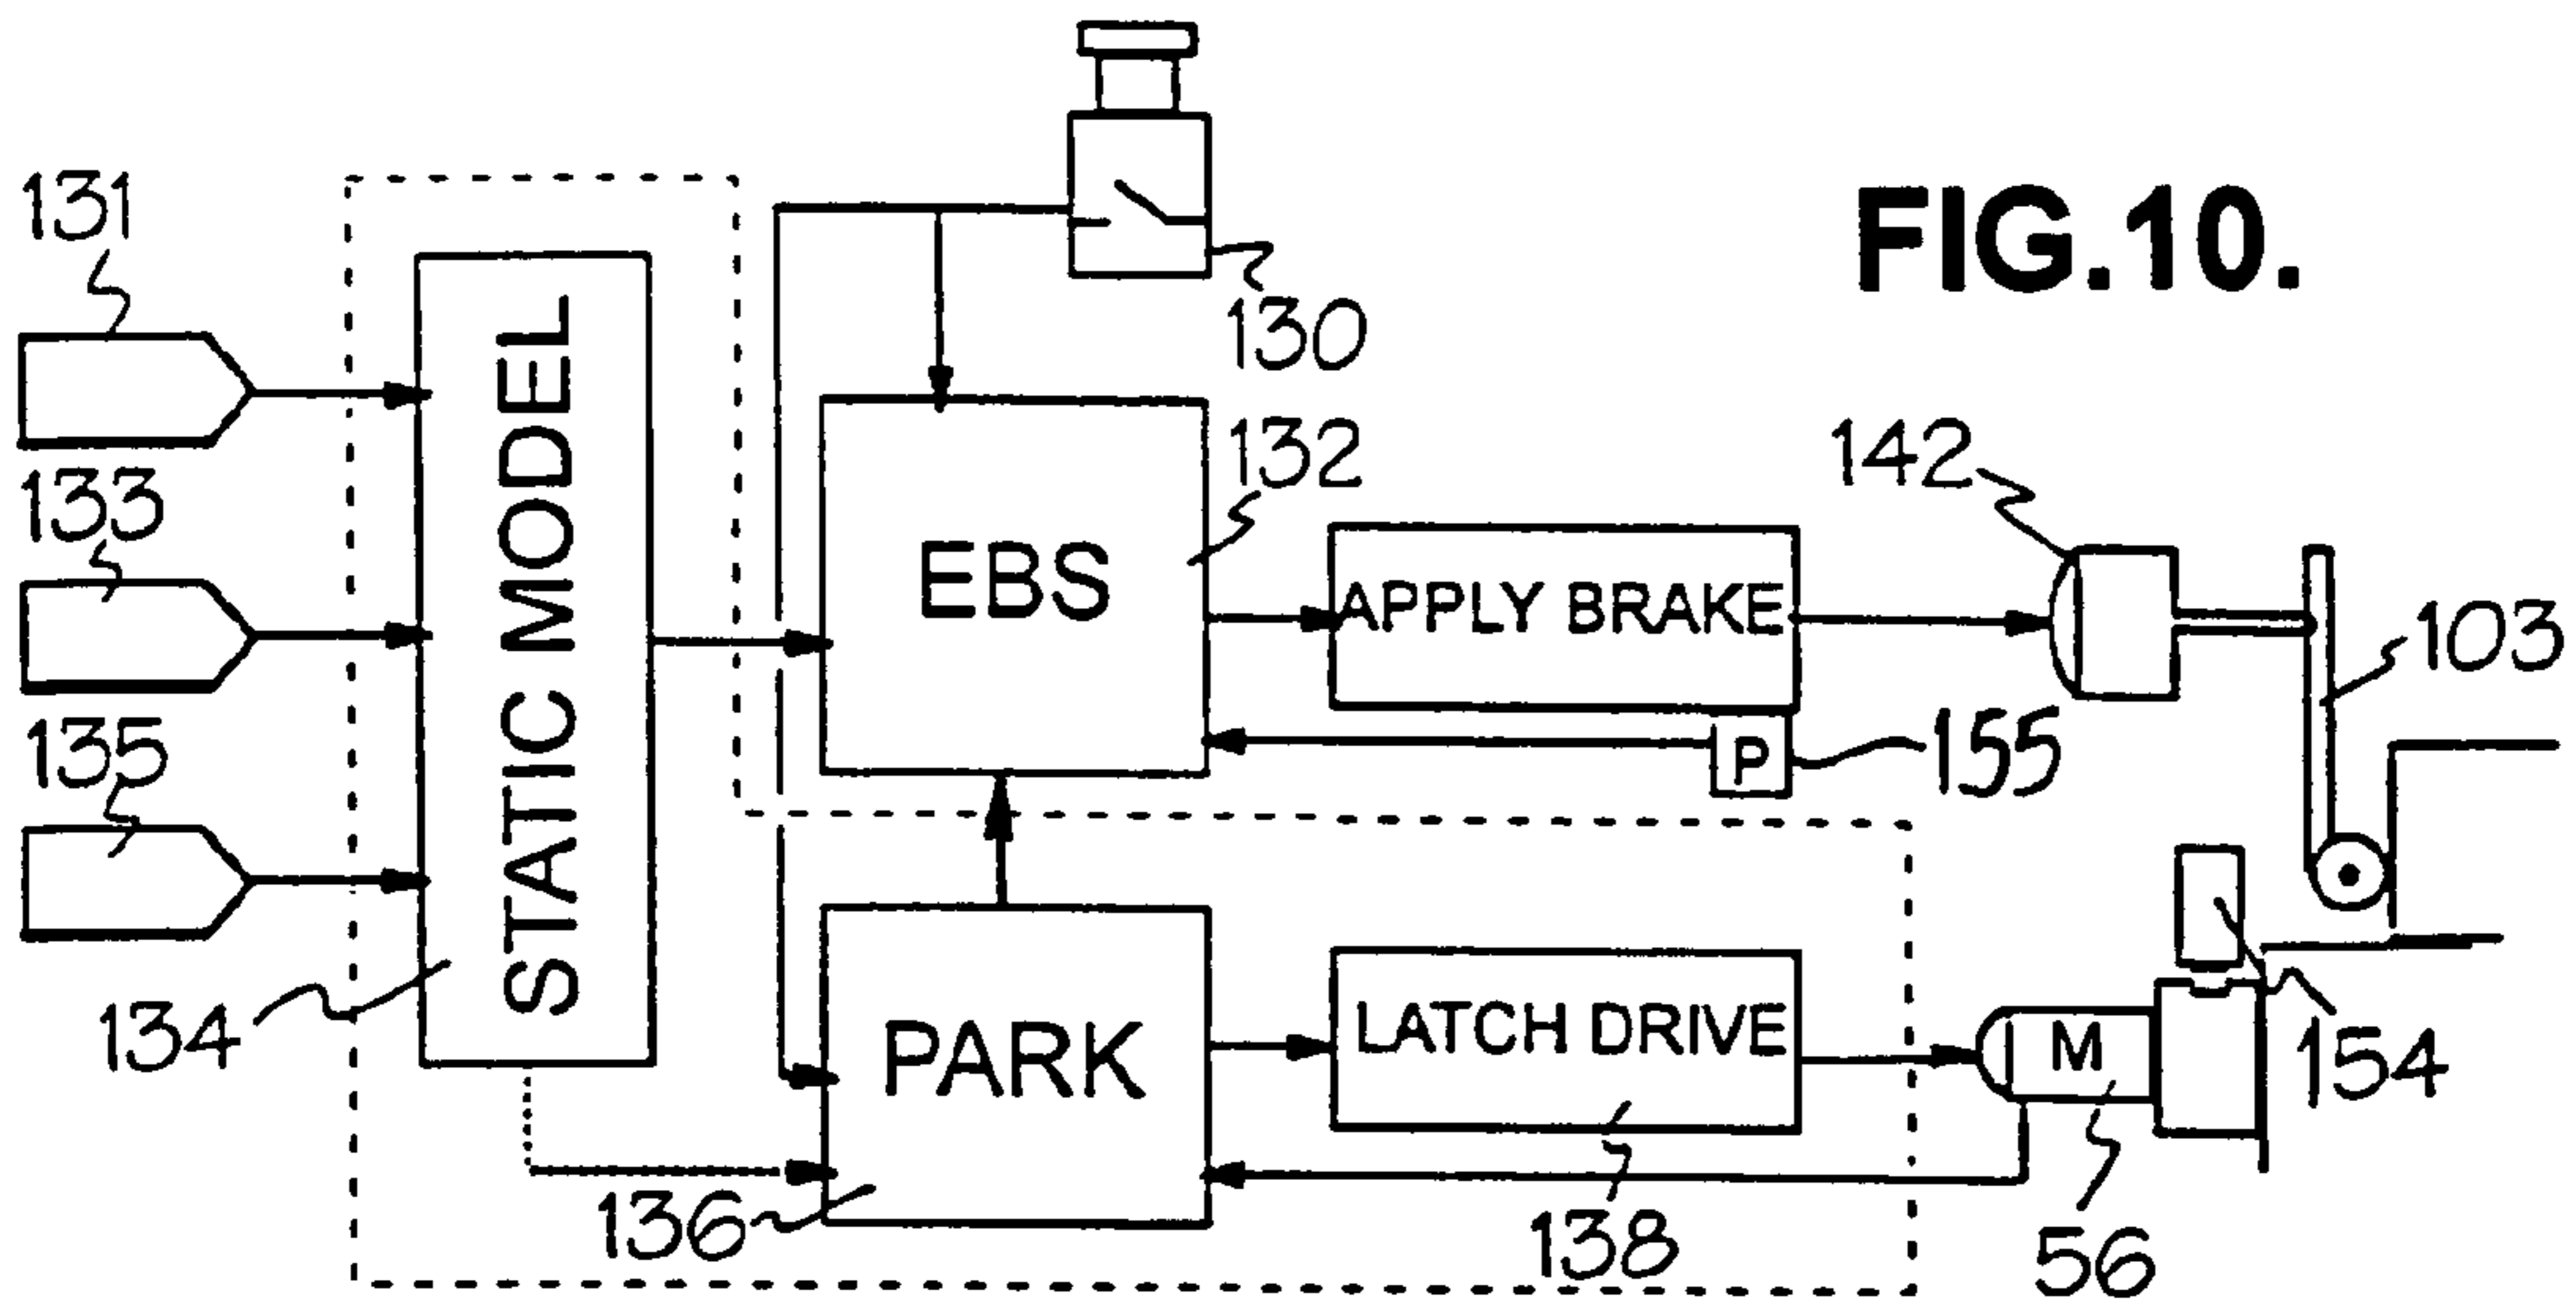 FIG.10.
131
130
133
132
142
STATIC MODEL
EBS
APPLY BRAKE
103
135
P
155
134
PARK
LATCH DRIVE
M
154
136
138
56